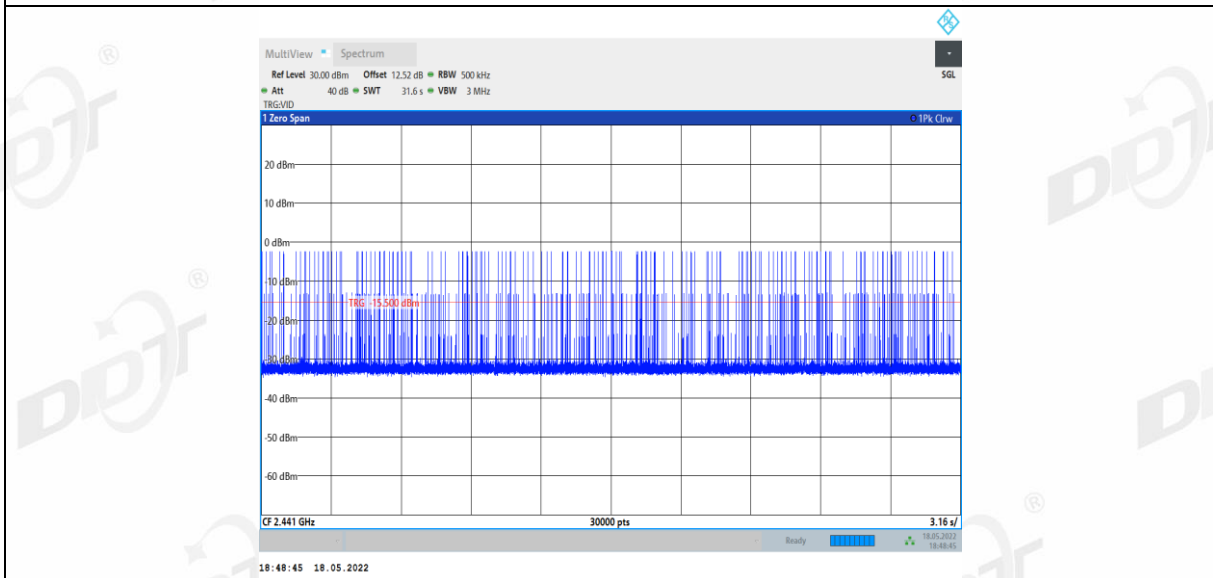 MultiView Spectrum
Ref Level 30.00 dBm Offset 12.52 dB RBW 500 kHz SGL
Att 40 dB SWT 31.6 s VBW 3 MHz
TRG:VID
1 Zero Span 1Pk Clrw
20 dBm
10 dBm
0 dBm
-10 dBm
TRG -15.500 dBm
-20 dBm
-30 dBm
-40 dBm
-50 dBm
-60 dBm
CF 2.441 GHz 30000 pts 3.16 s/
Ready 18.05.2022
18:48:45
18:48:45 18.05.2022
DDT ®